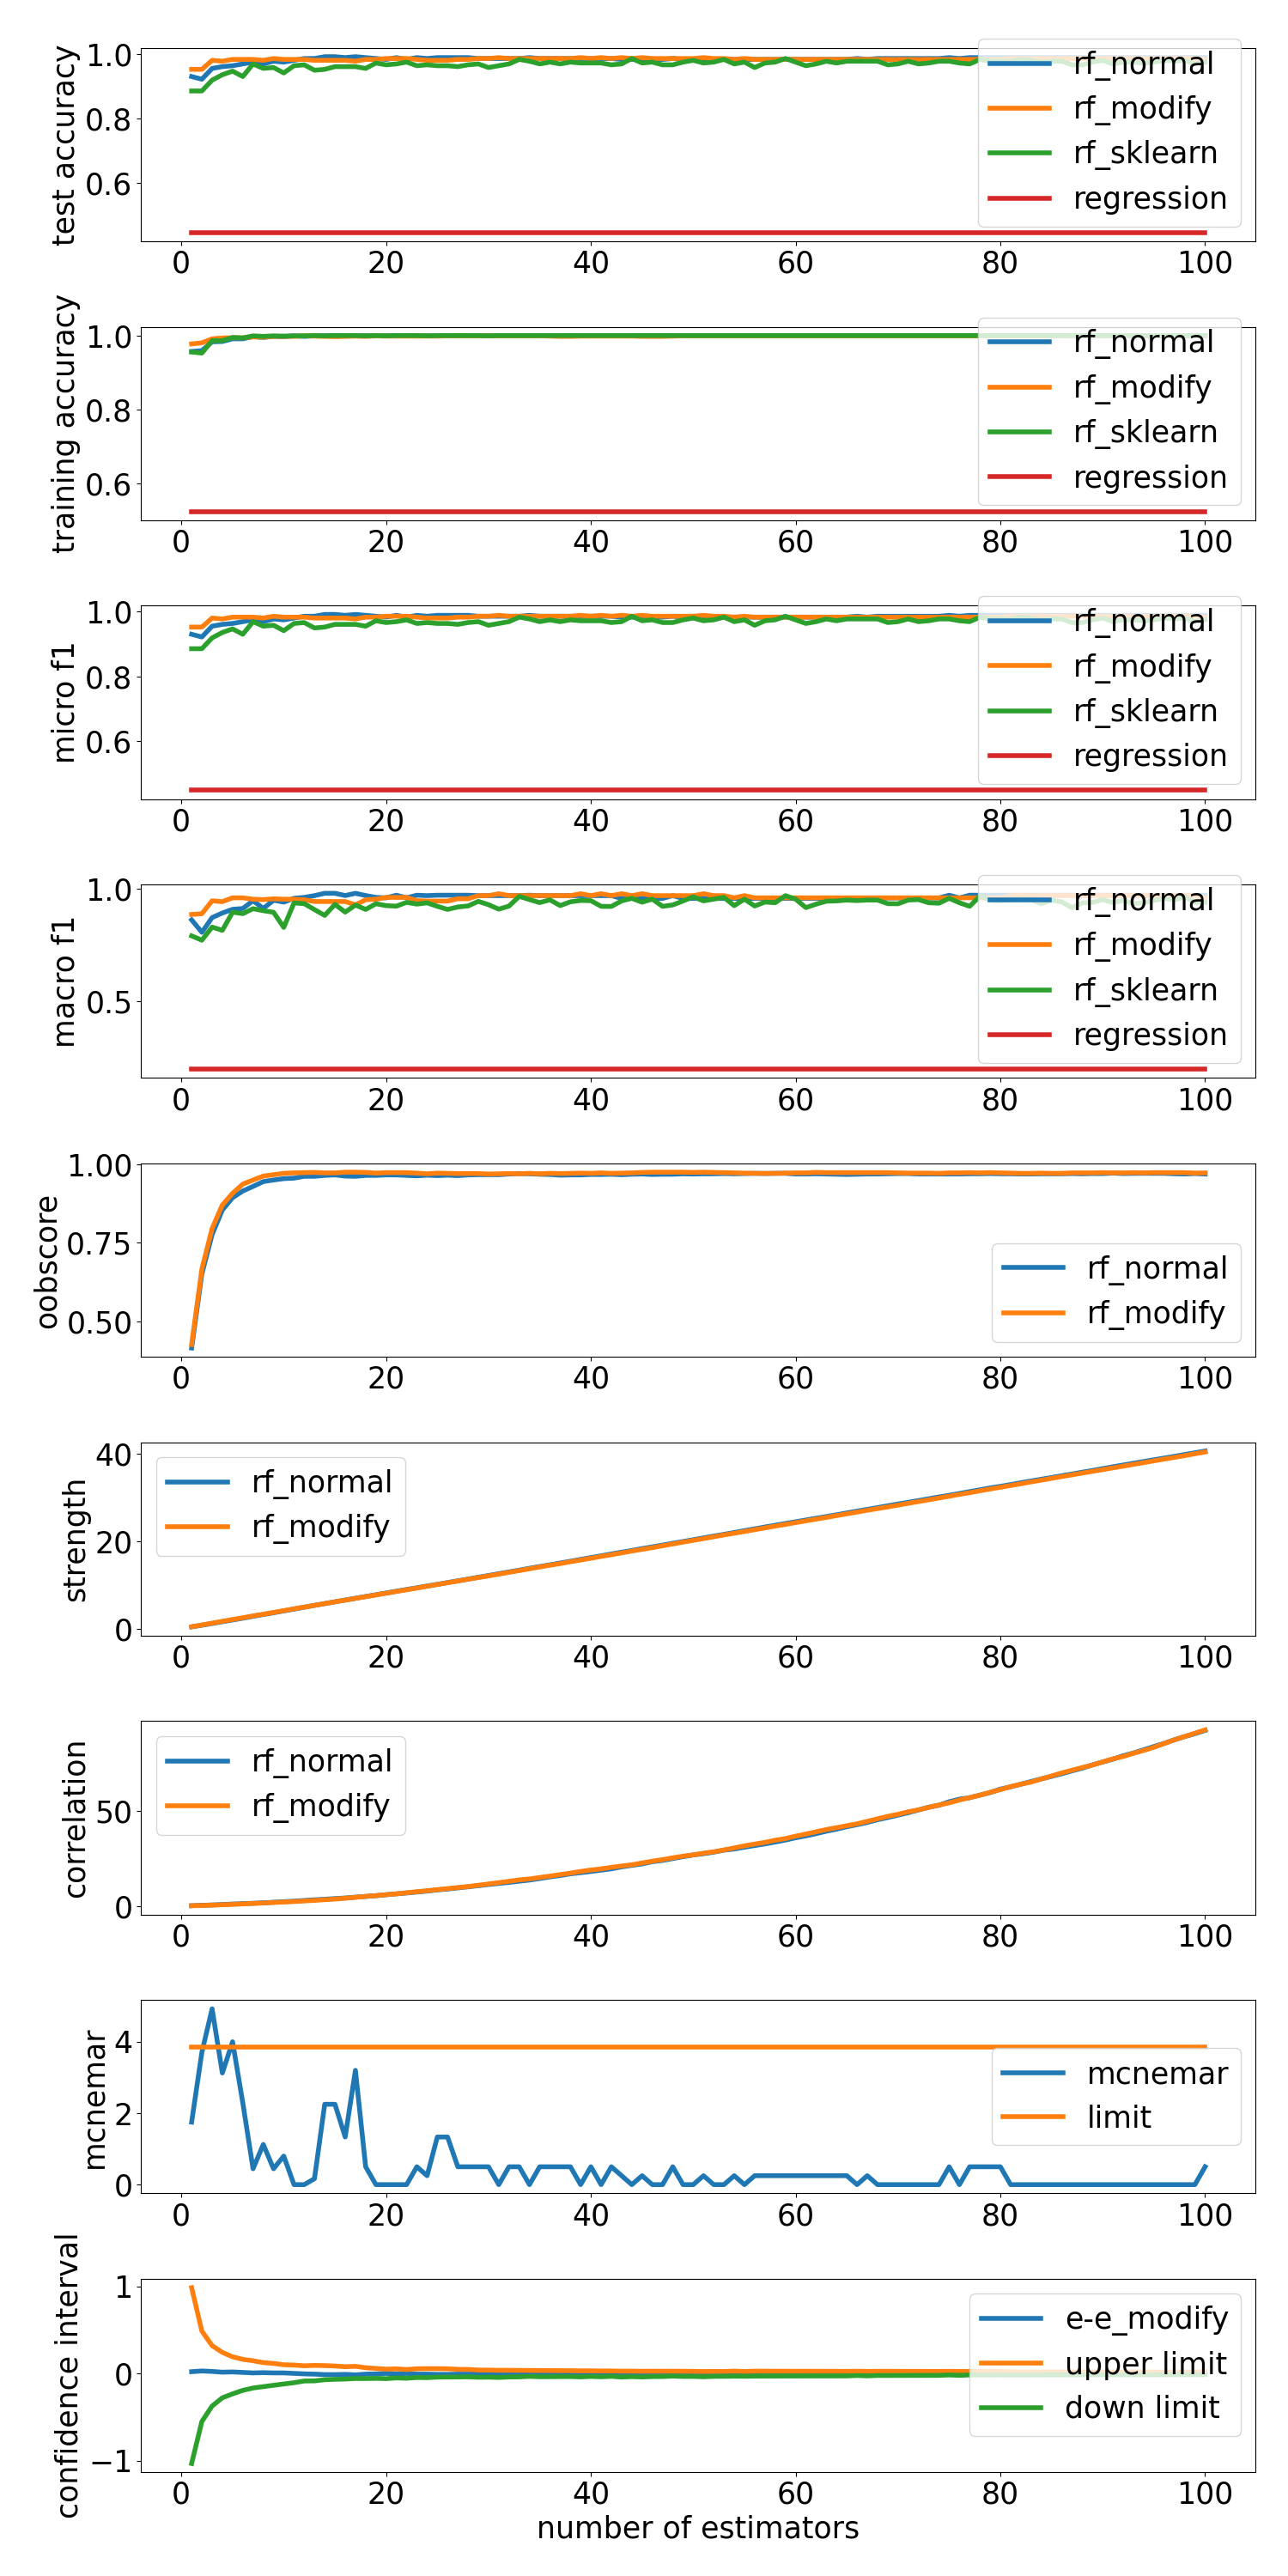 test accuracy
1.0
0.8
0.6
rf_normal
rf_modify
rf_sklearn
regression
0 20 40 60 80 100
training accuracy
1.0
0.8
0.6
rf_normal
rf_modify
rf_sklearn
regression
0 20 40 60 80 100
micro f1
1.0
0.8
0.6
rf_normal
rf_modify
rf_sklearn
regression
0 20 40 60 80 100
macro f1
1.0
0.5
rf_normal
rf_modify
rf_sklearn
regression
0 20 40 60 80 100
oobscore
1.00
0.75
0.50
rf_normal
rf_modify
0 20 40 60 80 100
strength
40
20
0
rf_normal
rf_modify
0 20 40 60 80 100
correlation
50
0
rf_normal
rf_modify
0 20 40 60 80 100
mcnemar
4
2
0
mcnemar
limit
0 20 40 60 80 100
confidence interval
1
0
−1
e-e_modify
upper limit
down limit
0 20 40 60 80 100
number of estimators